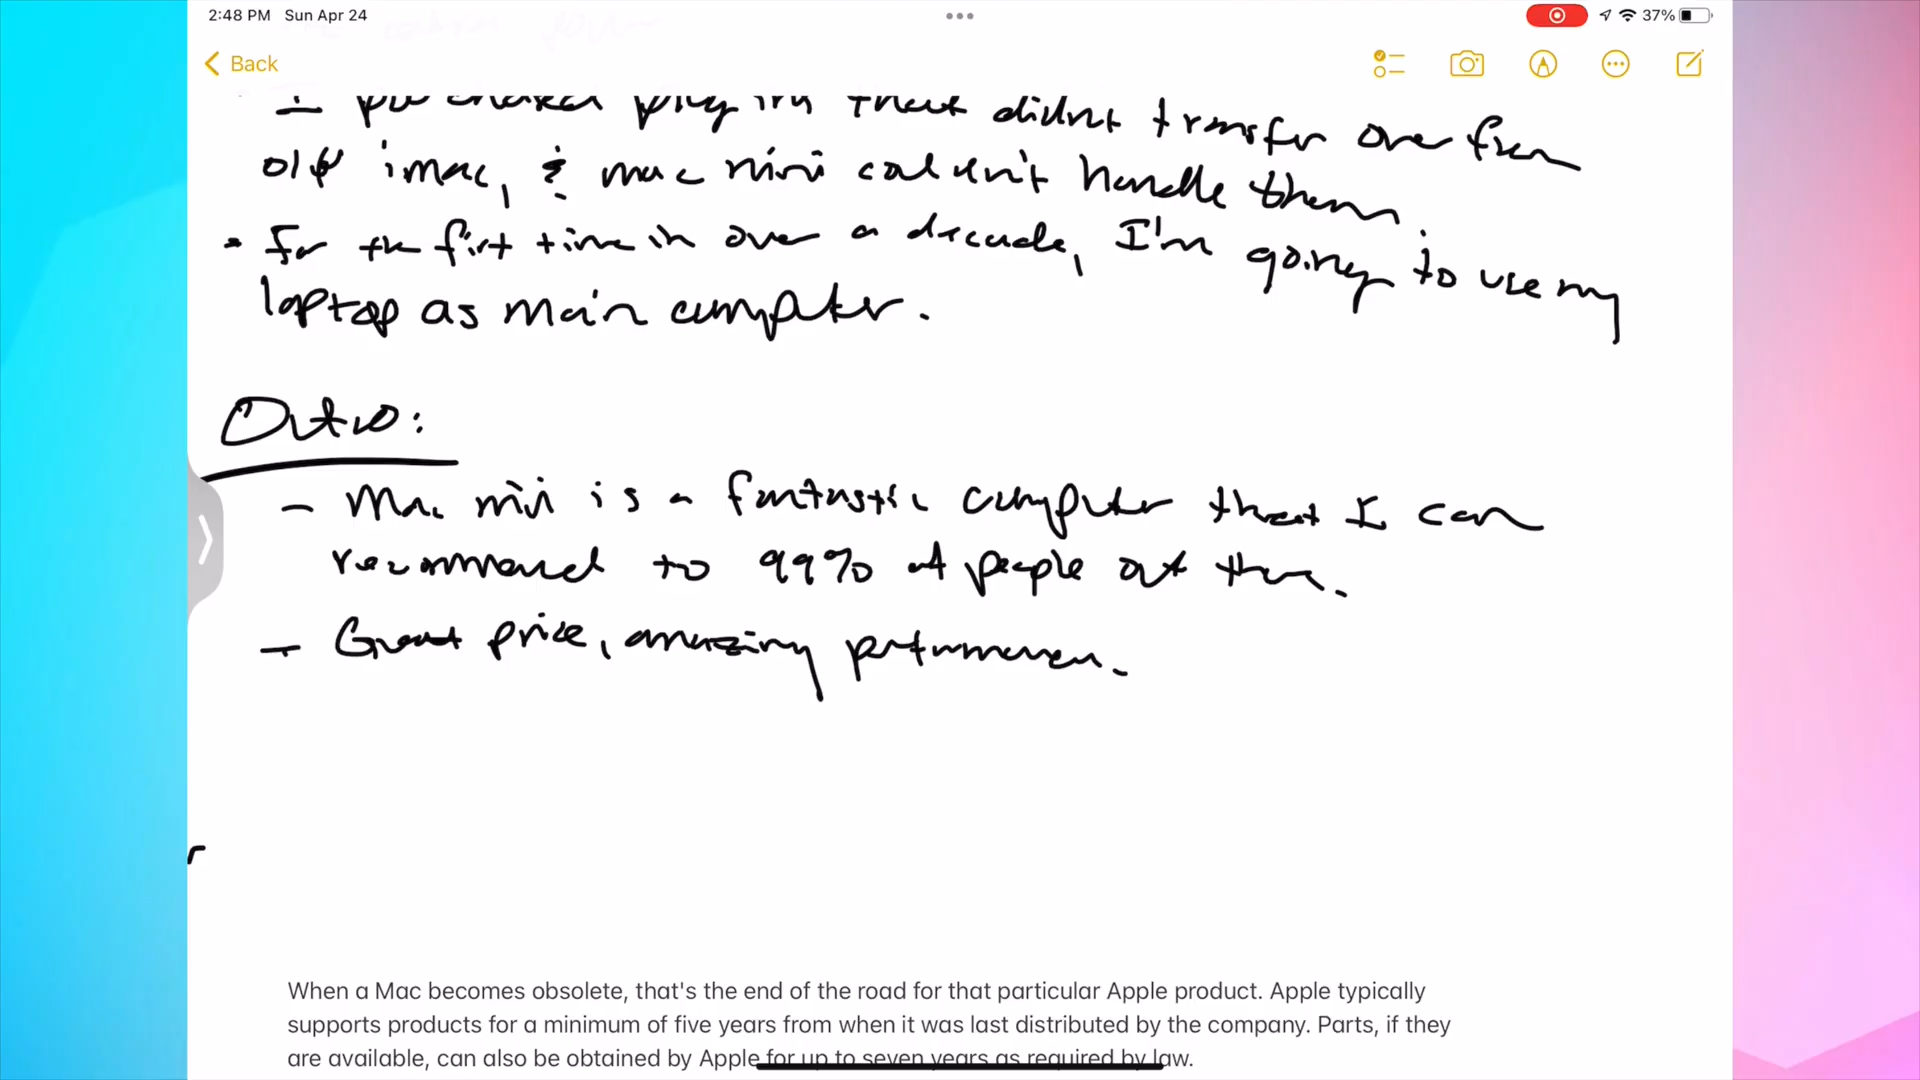 2:48 PM Sun Apr 24
37%
Back
I purchased plug ins that didn't transfer over from
old imac, & mac mini couldn't handle them.
• For the first time in over a decade, I'm going to use my
laptop as main computer.
Outro:
- Mac mini is a fantastic computer that I can
recommend to 99% of people out there.
- Great price, amazing performance.
r
When a Mac becomes obsolete, that's the end of the road for that particular Apple product. Apple typically
supports products for a minimum of five years from when it was last distributed by the company. Parts, if they
are available, can also be obtained by Apple for up to seven years as required by law.